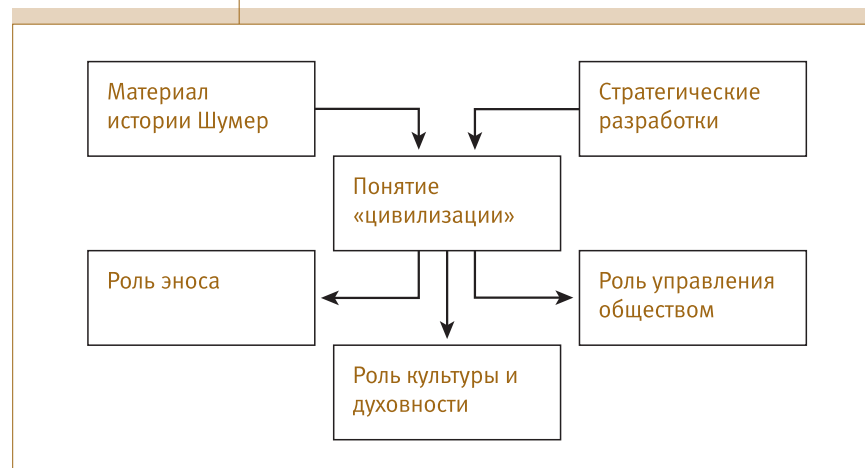 Материал
истории Шумер
Стратегические
разработки
Понятие
«цивилизации»
Роль эноса
Роль управления
обществом
Роль культуры и
духовности